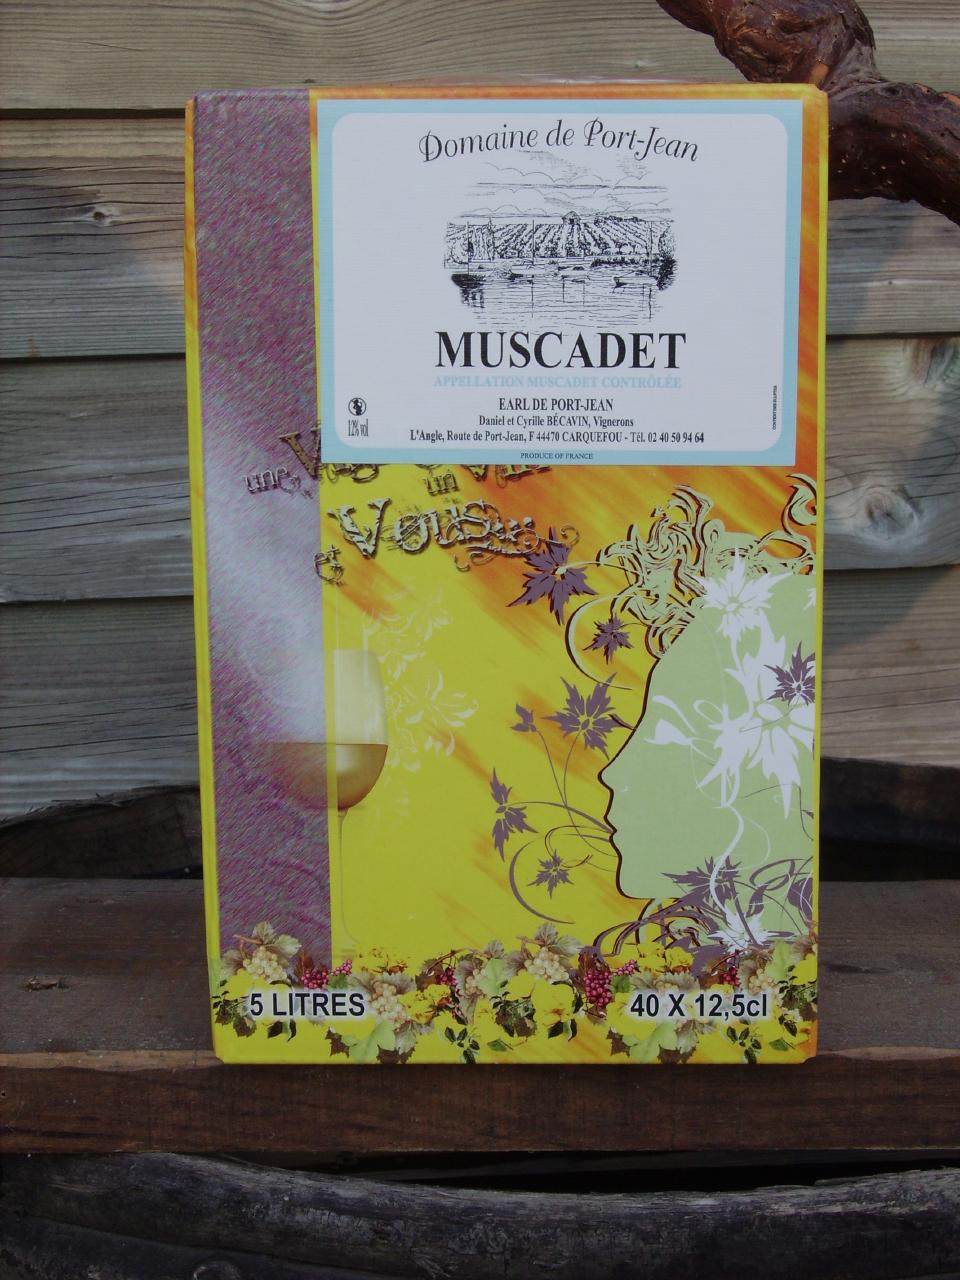 Domaine de Port-Jean
MUSCADET
APPELLATION MUSCADET CONTRÔLÉE
EARL DE PORT-JEAN
12% vol
Daniel et Cyrille BÉCAVIN, Vignerons
L'Angle, Route de Port-Jean, F 44470 CARQUEFOU - Tél. 02 40 50 94 64
PRODUCE OF FRANCE
une
un
et Vous...
5 LITRES
40 X 12,5cl